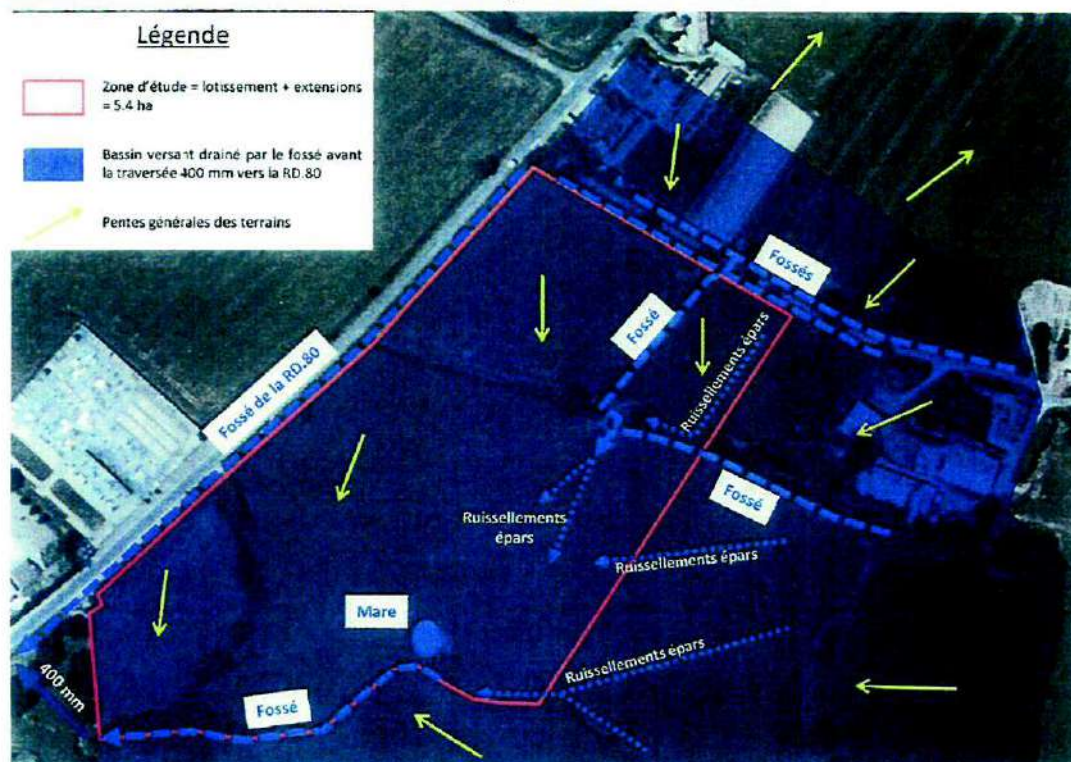 Légende
Zone d'étude = lotissement + extensions
= 5.4 ha
Bassin versant drainé par le fossé avant
la traversée 400 mm vers la RD.80
Pentes générales des terrains
Fossés
Fossé
Ruissellements épars
Fossé de la RD.80
Fossé
Ruissellements
épars
Ruissellements épars
Mare
Ruissellements épars
400 mm
Fossé